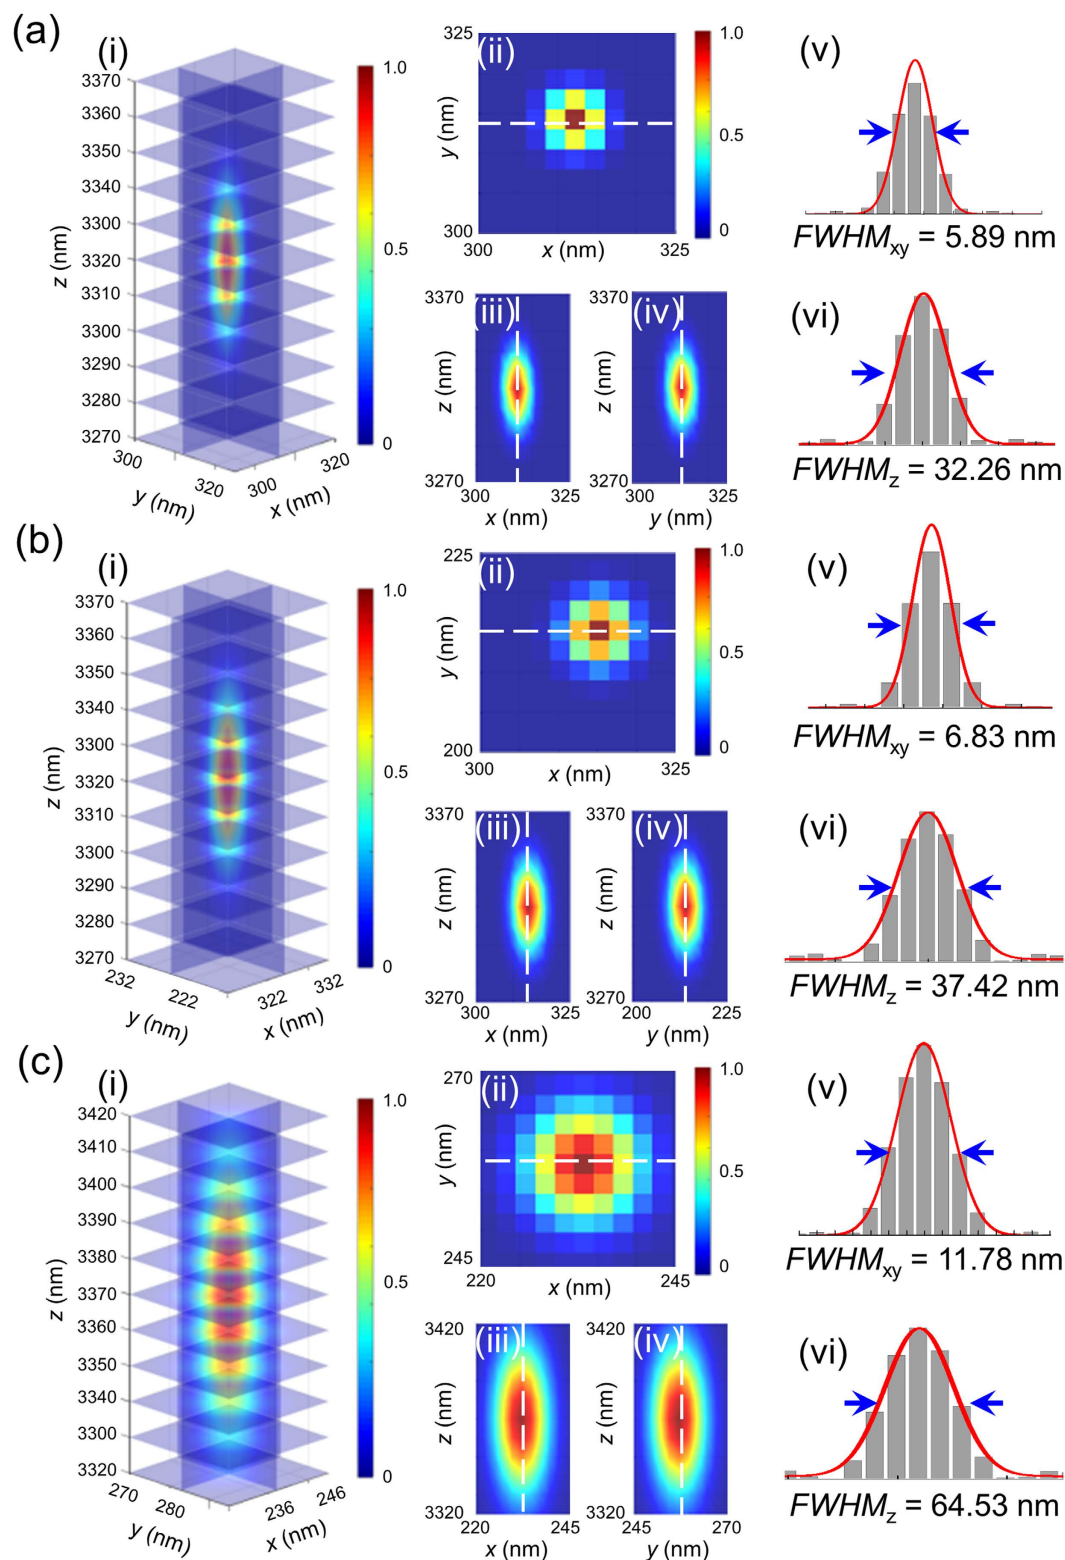 (a)
(i)
3370
3360
3350
3340
3300
3320
3310
3300
3290
3280
3270
z (nm)
300
320
y (nm)
300
320
x (nm)
1.0
0.5
0
(ii)
325
300
y (nm)
300
325
x (nm)
1.0
0.5
0
(iii)
3370
3270
z (nm)
300
325
x (nm)
(iv)
3370
3270
z (nm)
300
325
y (nm)
(v)
FWHMxy = 5.89 nm
(vi)
FWHMz = 32.26 nm
(b)
(i)
3370
3360
3350
3340
3300
3320
3310
3300
3290
3280
3270
z (nm)
232
222
y (nm)
322
332
x (nm)
1.0
0.5
0
(ii)
225
200
y (nm)
300
325
x (nm)
1.0
0.5
0
(iii)
3370
3270
z (nm)
300
325
x (nm)
(iv)
3370
3270
z (nm)
200
225
y (nm)
(v)
FWHMxy = 6.83 nm
(vi)
FWHMz = 37.42 nm
(c)
(i)
3420
3410
3400
3390
3380
3370
3360
3350
3340
3300
3320
z (nm)
270
280
y (nm)
236
246
x (nm)
1.0
0.5
0
(ii)
270
245
y (nm)
220
245
x (nm)
1.0
0.5
0
(iii)
3420
3320
z (nm)
220
245
x (nm)
(iv)
3420
3320
z (nm)
245
270
y (nm)
(v)
FWHMxy = 11.78 nm
(vi)
FWHMz = 64.53 nm